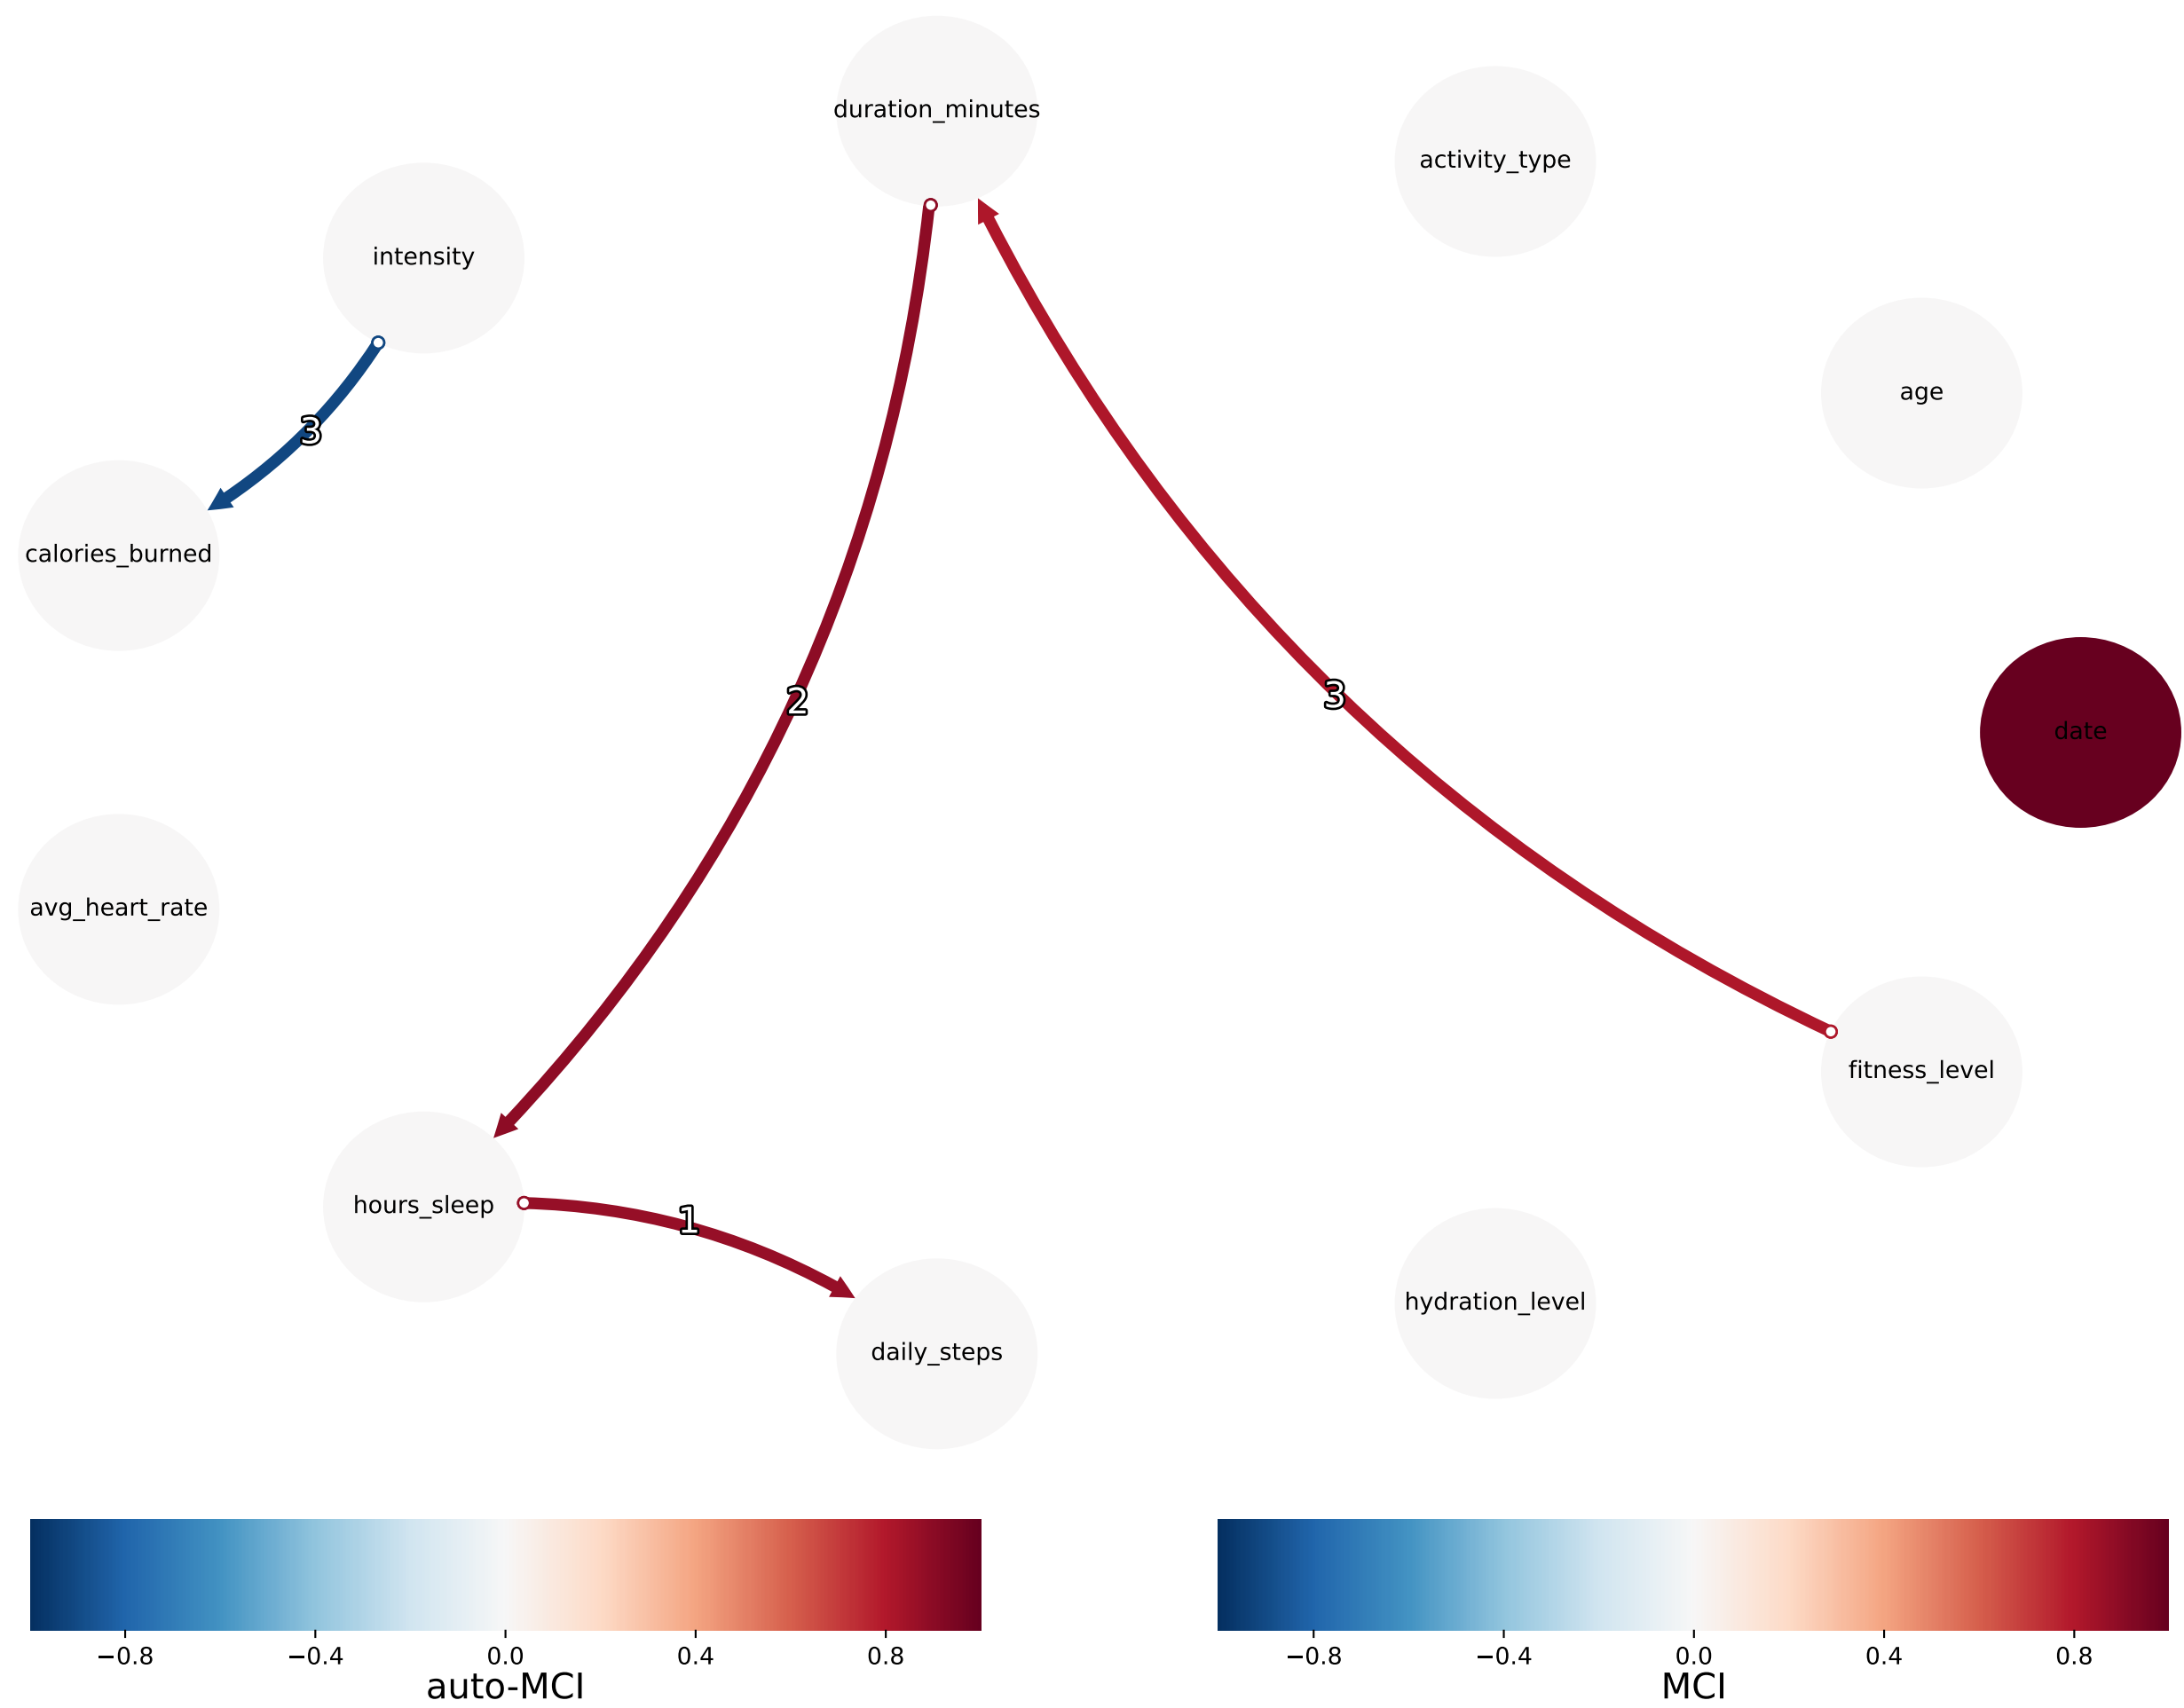 duration_minutes
activity_type
intensity
age
3
calories_burned
2
3
date
avg_heart_rate
fitness_level
hours_sleep
1
hydration_level
daily_steps
−0.8 −0.4 0.0 0.4 0.8
auto-MCI
−0.8 −0.4 0.0 0.4 0.8
MCI